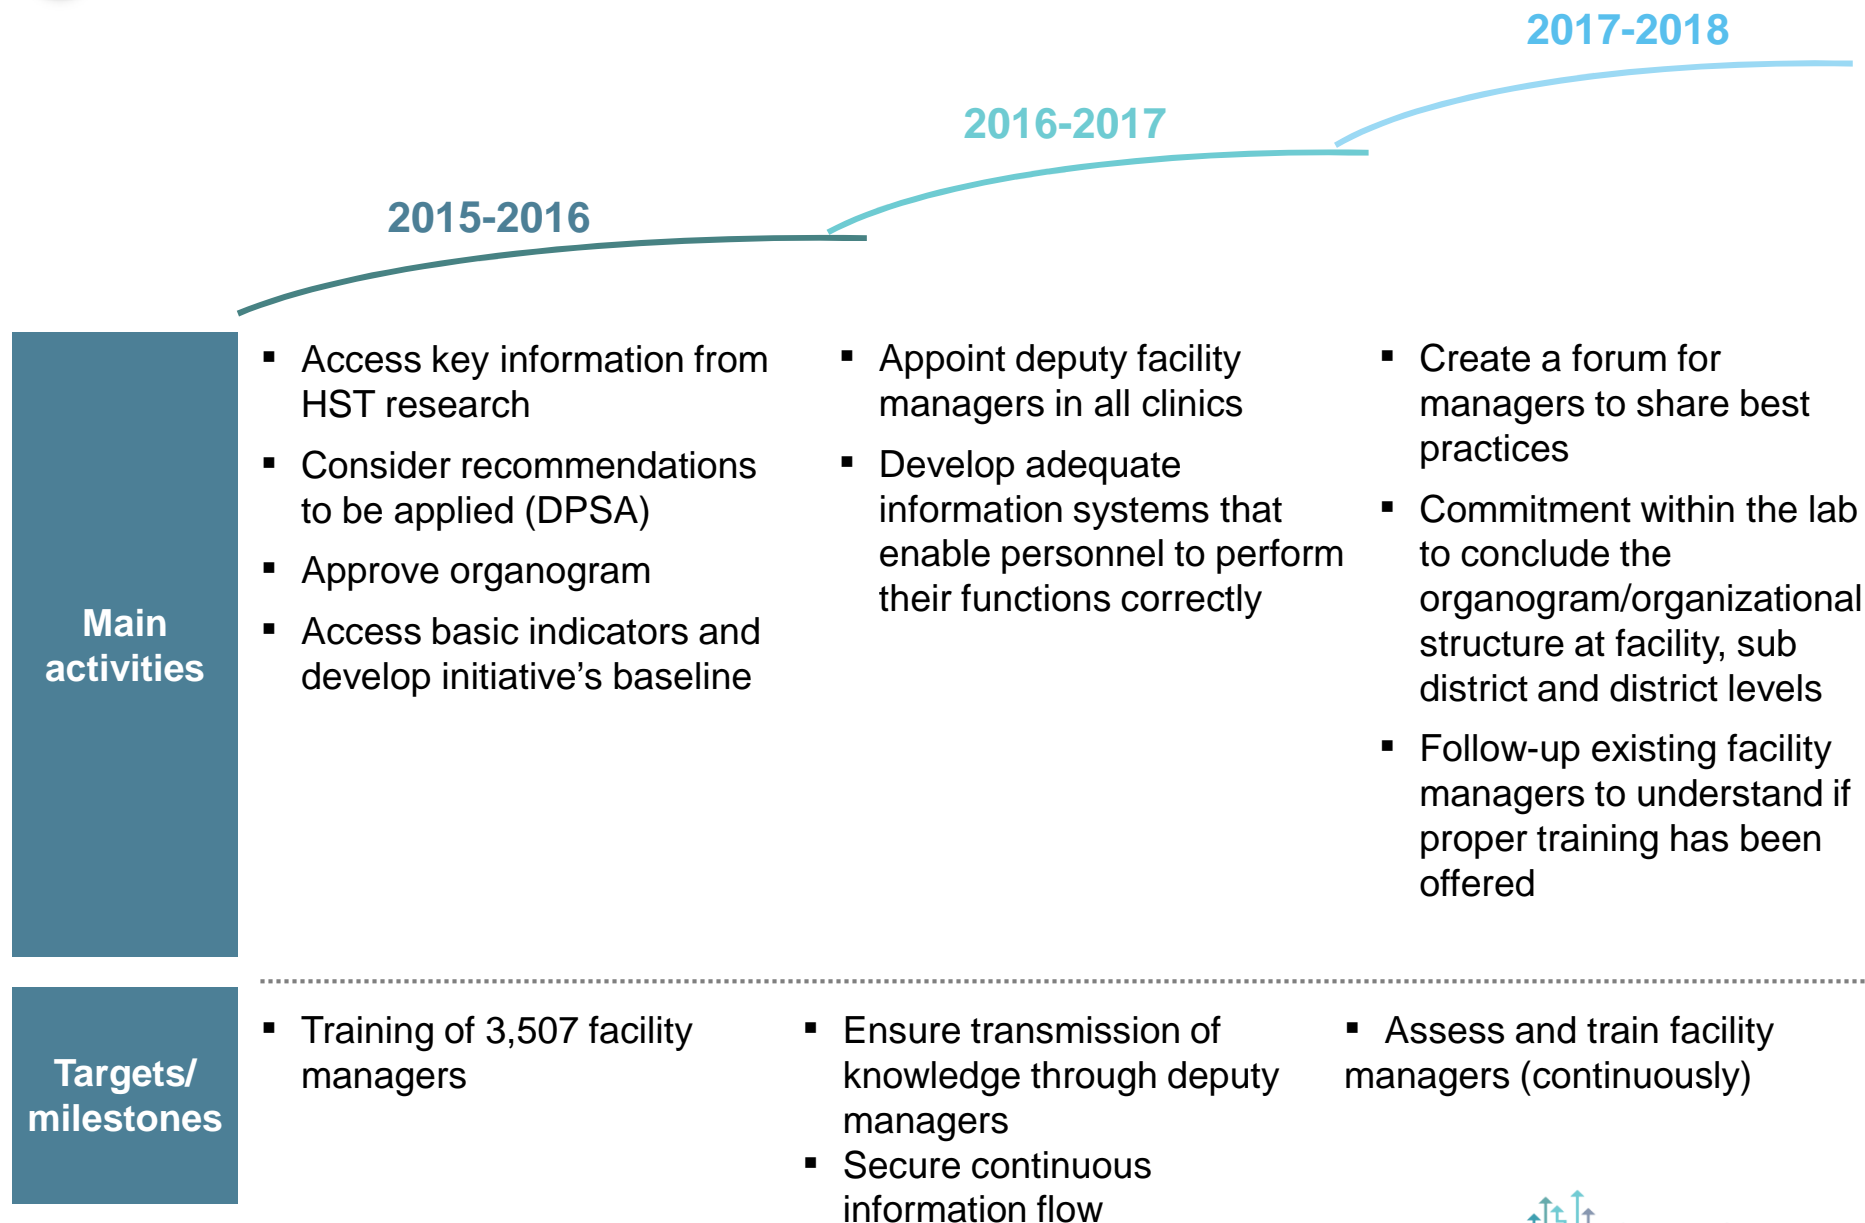 2017-2018
2016-2017
2015-2016
Main
activities
▪ Access key information from
HST research
▪ Consider recommendations
to be applied (DPSA)
▪ Approve organogram
▪ Access basic indicators and
develop initiative’s baseline
▪ Appoint deputy facility
managers in all clinics
▪ Develop adequate
information systems that
enable personnel to perform
their functions correctly
▪ Create a forum for
managers to share best
practices
▪ Commitment within the lab
to conclude the
organogram/organizational
structure at facility, sub
district and district levels
▪ Follow-up existing facility
managers to understand if
proper training has been
offered
Targets/
milestones
▪ Training of 3,507 facility
managers
▪ Ensure transmission of
knowledge through deputy
managers
▪ Secure continuous
information flow
▪ Assess and train facility
managers (continuously)